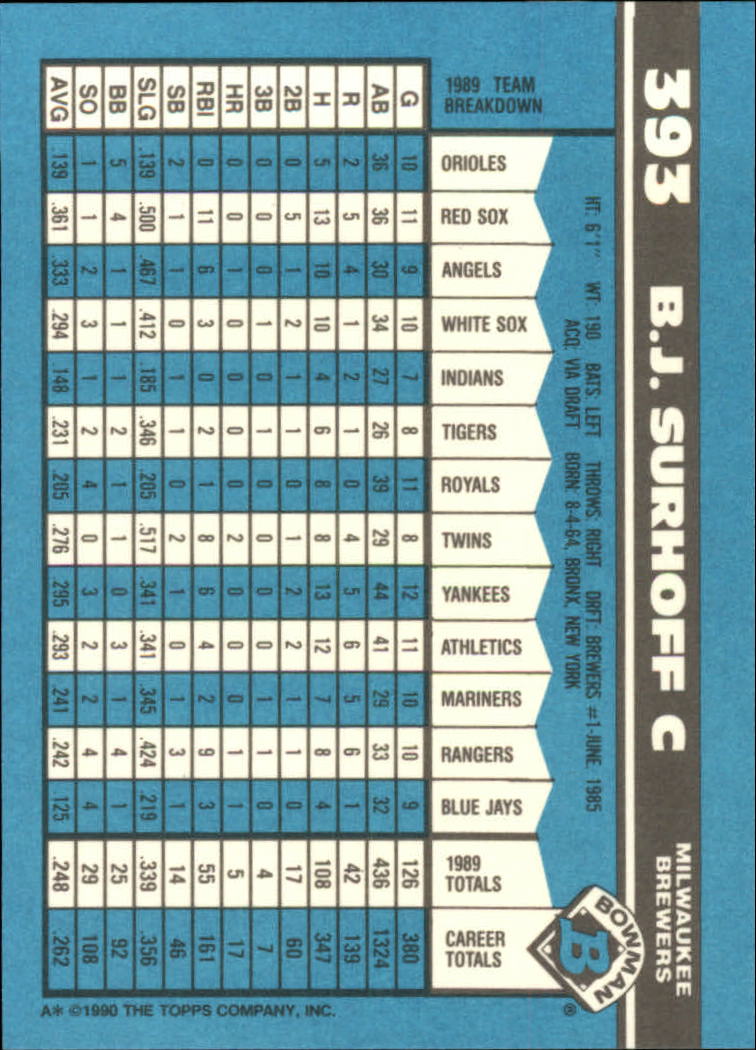 393 B.J. SURHOFF C
MILWAUKEE
BREWERS
HT: 6'1" WT: 190 BATS: LEFT THROWS: RIGHT DRFT: BREWERS #1-JUNE, 1985
ACQ: VIA DRAFT BORN: 8-4-64, BRONX, NEW YORK
BOWMAN
B
®
1989 TEAM
BREAKDOWN G AB R H 2B 3B HR RBI SB SLG BB SO AVG
ORIOLES 10 36 2 5 0 0 0 0 2 .139 5 1 .139
RED SOX 11 36 5 13 5 0 0 11 1 .500 4 1 .361
ANGELS 9 30 4 10 1 0 1 6 1 .467 1 2 .333
WHITE SOX 10 34 1 10 2 1 0 3 0 .412 1 3 .294
INDIANS 7 27 2 4 1 0 0 0 1 .185 1 1 .148
TIGERS 8 26 1 6 1 1 0 2 1 .346 2 2 .231
ROYALS 11 39 0 8 0 0 0 1 0 .205 1 4 .205
TWINS 8 29 4 8 1 0 2 8 2 .517 1 0 .276
YANKEES 12 44 5 13 2 0 0 6 1 .341 0 3 .295
ATHLETICS 11 41 6 12 2 0 0 4 0 .341 3 2 .293
MARINERS 10 29 5 7 1 1 0 2 1 .345 1 2 .241
RANGERS 10 33 6 8 1 1 1 9 3 .424 4 4 .242
BLUE JAYS 9 32 1 4 0 0 1 3 1 .219 1 4 .125
1989
TOTALS 126 436 42 108 17 4 5 55 14 .339 25 29 .248
CAREER
TOTALS 380 1324 139 347 60 7 17 161 46 .356 92 108 .262
A* ©1990 THE TOPPS COMPANY, INC.